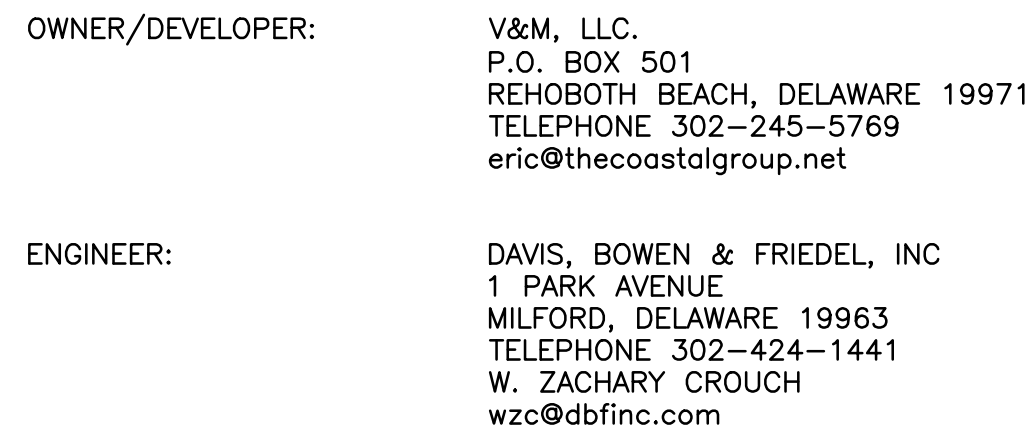 OWNER/DEVELOPER: V&M, LLC.
P.O. BOX 501
REHOBOTH BEACH, DELAWARE 19971
TELEPHONE 302-245-5769
eric@thecoastalgroup.net
ENGINEER: DAVIS, BOWEN & FRIEDEL, INC
1 PARK AVENUE
MILFORD, DELAWARE 19963
TELEPHONE 302-424-1441
W. ZACHARY CROUCH
wzc@dbfinc.com